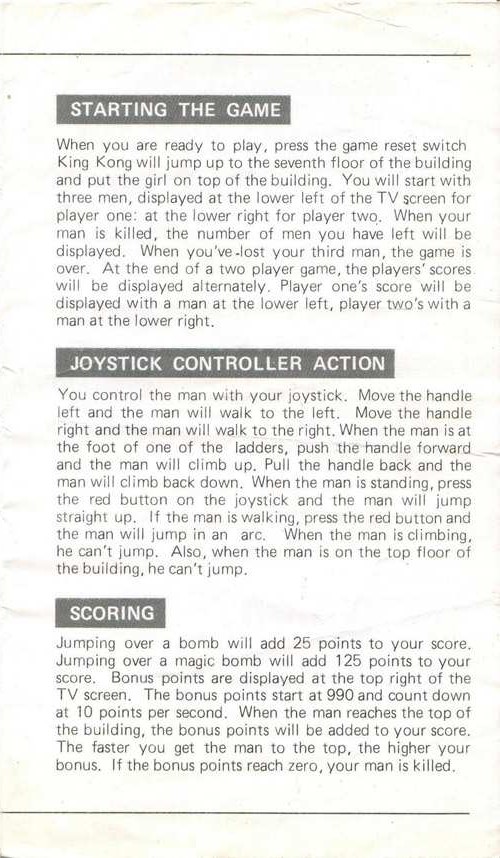 STARTING THE GAME
When you are ready to play, press the game reset switch
King Kong will jump up to the seventh floor of the building
and put the girl on top of the building. You will start with
three men, displayed at the lower left of the TV screen for
player one: at the lower right for player two. When your
man is killed, the number of men you have left will be
displayed. When you've lost your third man, the game is
over. At the end of a two player game, the players' scores
will be displayed alternately. Player one's score will be
displayed with a man at the lower left, player two's with a
man at the lower right.
JOYSTICK CONTROLLER ACTION
You control the man with your joystick. Move the handle
left and the man will walk to the left. Move the handle
right and the man will walk to the right. When the man is at
the foot of one of the ladders, push the handle forward
and the man will climb up. Pull the handle back and the
man will climb back down. When the man is standing, press
the red button on the joystick and the man will jump
straight up. If the man is walking, press the red button and
the man will jump in an arc. When the man is climbing,
he can't jump. Also, when the man is on the top floor of
the building, he can't jump.
SCORING
Jumping over a bomb will add 25 points to your score.
Jumping over a magic bomb will add 125 points to your
score. Bonus points are displayed at the top right of the
TV screen. The bonus points start at 990 and count down
at 10 points per second. When the man reaches the top of
the building, the bonus points will be added to your score.
The faster you get the man to the top, the higher your
bonus. If the bonus points reach zero, your man is killed.